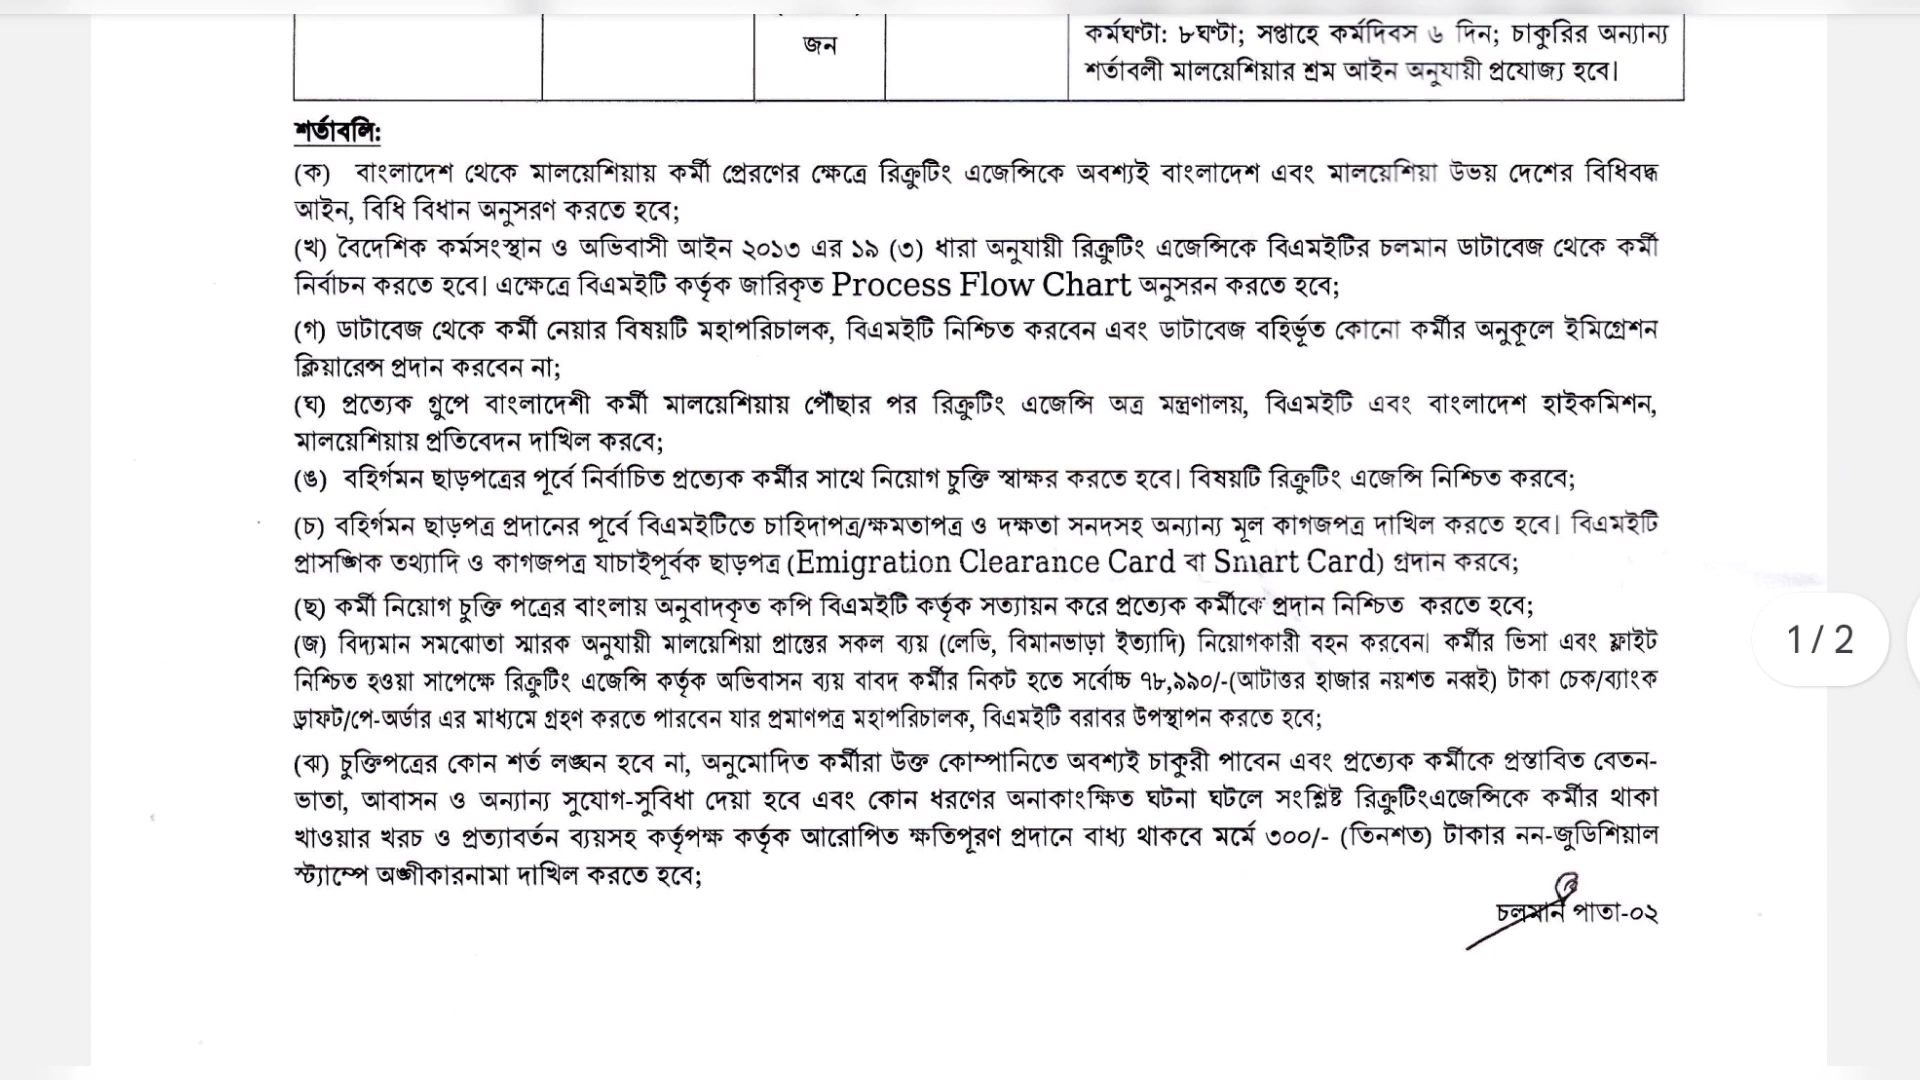 জন
কর্মঘণ্টা: ৮ঘণ্টা; সপ্তাহে কর্মদিবস ৬ দিন; চাকুরির অন্যান্য
শর্তাবলী মালয়েশিয়ার শ্রম আইন অনুযায়ী প্রযোজ্য হবে।
শর্তাবলি:
(ক) বাংলাদেশ থেকে মালয়েশিয়ায় কর্মী প্রেরণের ক্ষেত্রে রিক্রুটিং এজেন্সিকে অবশ্যই বাংলাদেশ এবং মালয়েশিয়া উভয় দেশের বিধিবদ্ধ
আইন, বিধি বিধান অনুসরণ করতে হবে;
(খ) বৈদেশিক কর্মসংস্থান ও অভিবাসী আইন ২০১৩ এর ১৯ (৩) ধারা অনুযায়ী রিক্রুটিং এজেন্সিকে বিএমইটির চলমান ডাটাবেজ থেকে কর্মী
নির্বাচন করতে হবে। এক্ষেত্রে বিএমইটি কর্তৃক জারিকৃত Process Flow Chart অনুসরন করতে হবে;
(গ) ডাটাবেজ থেকে কর্মী নেয়ার বিষয়টি মহাপরিচালক, বিএমইটি নিশ্চিত করবেন এবং ডাটাবেজ বহির্ভূত কোনো কর্মীর অনুকূলে ইমিগ্রেশন
ক্লিয়ারেন্স প্রদান করবেন না;
(ঘ) প্রত্যেক গ্রুপে বাংলাদেশী কর্মী মালয়েশিয়ায় পৌঁছার পর রিক্রুটিং এজেন্সি অত্র মন্ত্রণালয়, বিএমইটি এবং বাংলাদেশ হাইকমিশন,
মালয়েশিয়ায় প্রতিবেদন দাখিল করবে;
(ঙ) বহির্গমন ছাড়পত্রের পূর্বে নির্বাচিত প্রত্যেক কর্মীর সাথে নিয়োগ চুক্তি স্বাক্ষর করতে হবে। বিষয়টি রিক্রুটিং এজেন্সি নিশ্চিত করবে;
(চ) বহির্গমন ছাড়পত্র প্রদানের পূর্বে বিএমইটিতে চাহিদাপত্র/ক্ষমতাপত্র ও দক্ষতা সনদসহ অন্যান্য মূল কাগজপত্র দাখিল করতে হবে। বিএমইটি
প্রাসঙ্গিক তথ্যাদি ও কাগজপত্র যাচাইপূর্বক ছাড়পত্র (Emigration Clearance Card বা Smart Card) প্রদান করবে;
(ছ) কর্মী নিয়োগ চুক্তি পত্রের বাংলায় অনুবাদকৃত কপি বিএমইটি কর্তৃক সত্যায়ন করে প্রত্যেক কর্মীকে প্রদান নিশ্চিত করতে হবে;
(জ) বিদ্যমান সমঝোতা স্মারক অনুযায়ী মালয়েশিয়া প্রান্তের সকল ব্যয় (লেভি, বিমানভাড়া ইত্যাদি) নিয়োগকারী বহন করবেন। কর্মীর ভিসা এবং ফ্লাইট
নিশ্চিত হওয়া সাপেক্ষে রিক্রুটিং এজেন্সি কর্তৃক অভিবাসন ব্যয় বাবদ কর্মীর নিকট হতে সর্বোচ্চ ৭৮,৯৯০/-(আটাত্তর হাজার নয়শত নব্বই) টাকা চেক/ব্যাংক
ড্রাফট/পে-অর্ডার এর মাধ্যমে গ্রহণ করতে পারবেন যার প্রমাণপত্র মহাপরিচালক, বিএমইটি বরাবর উপস্থাপন করতে হবে;
(ঝ) চুক্তিপত্রের কোন শর্ত লঙ্ঘন হবে না, অনুমোদিত কর্মীরা উক্ত কোম্পানিতে অবশ্যই চাকুরী পাবেন এবং প্রত্যেক কর্মীকে প্রস্তাবিত বেতন-
ভাতা, আবাসন ও অন্যান্য সুযোগ-সুবিধা দেয়া হবে এবং কোন ধরণের অনাকাংক্ষিত ঘটনা ঘটলে সংশ্লিষ্ট রিক্রুটিংএজেন্সিকে কর্মীর থাকা
খাওয়ার খরচ ও প্রত্যাবর্তন ব্যয়সহ কর্তৃপক্ষ কর্তৃক আরোপিত ক্ষতিপূরণ প্রদানে বাধ্য থাকবে মর্মে ৩০০/- (তিনশত) টাকার নন-জুডিশিয়াল
স্ট্যাম্পে অঙ্গীকারনামা দাখিল করতে হবে;
চলমান পাতা-০২
1/2